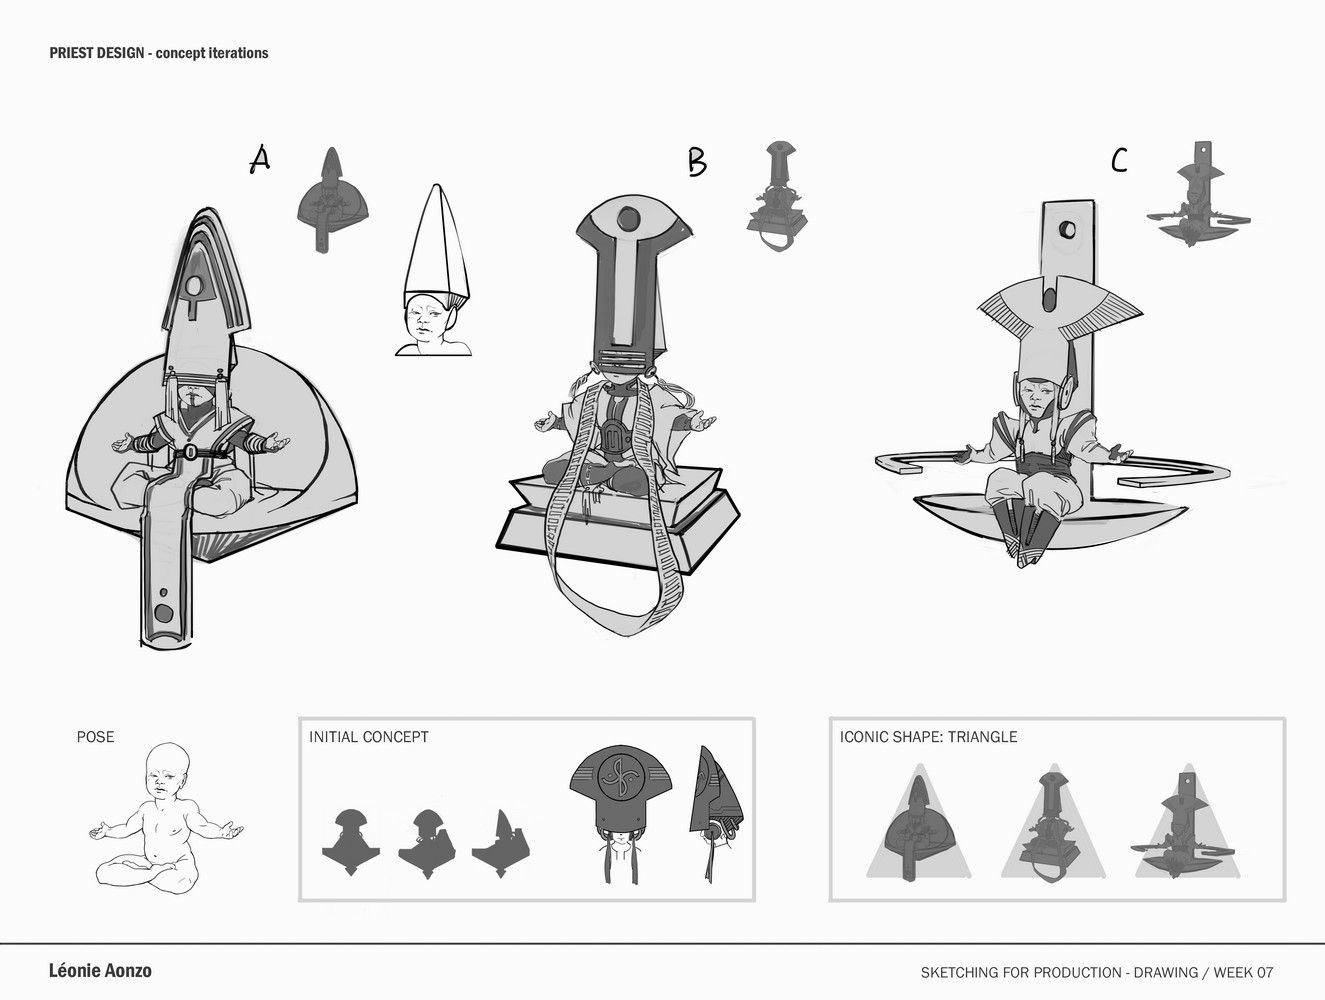 PRIEST DESIGN - concept iterations
A
B
C
POSE
INITIAL CONCEPT
ICONIC SHAPE: TRIANGLE
Léonie Aonzo
SKETCHING FOR PRODUCTION - DRAWING / WEEK 07